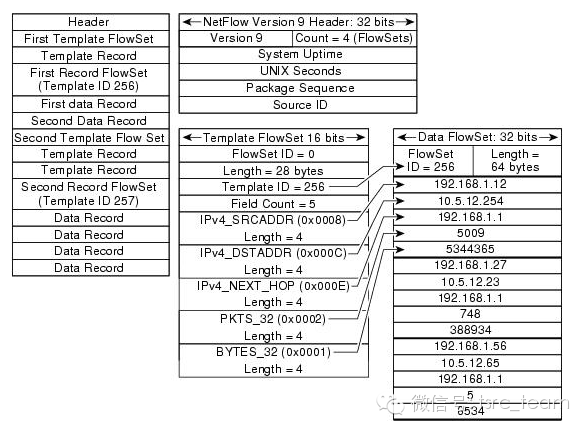 Header
First Template FlowSet
Template Record
First Record FlowSet
(Template ID 256)
First data Record
Second Data Record
Second Template Flow Set
Template Record
Template Record
Second Record FlowSet
(Template ID 257)
Data Record
Data Record
Data Record
Data Record
NetFlow Version 9 Header: 32 bits
Version 9
Count = 4 (FlowSets)
System Uptime
UNIX Seconds
Package Sequence
Source ID
Template FlowSet 16 bits
FlowSet ID = 0
Length = 28 bytes
Template ID = 256
Field Count = 5
IPv4_SRCADDR (0x0008)
Length = 4
IPv4_DSTADDR (0x000C)
Length = 4
IPv4_NEXT_HOP (0x000E)
Length = 4
PKTS_32 (0x0002)
Length = 4
BYTES_32 (0x0001)
Length = 4
Data FlowSet: 32 bits
FlowSet
ID = 256
Length =
64 bytes
192.168.1.12
10.5.12.254
192.168.1.1
5009
5344365
192.168.1.27
10.5.12.23
192.168.1.1
748
388934
192.168.1.56
10.5.12.65
192.168.1.1
5
6534
微信号: jsre_team